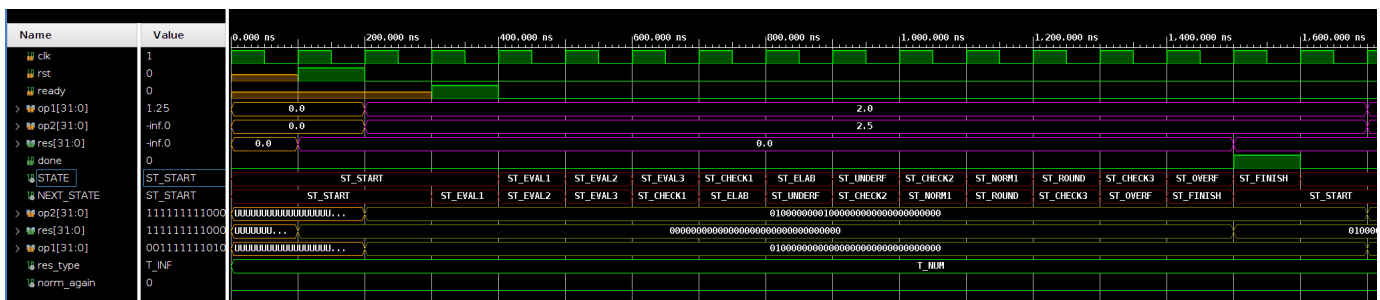 Name Value 0.000 ns 200.000 ns 400.000 ns 600.000 ns 800.000 ns 1,000.000 ns 1,200.000 ns 1,400.000 ns 1,600.000 ns
clk 1
rst 0
ready 0
op1[31:0] 1.25 0.0 2.0
op2[31:0] -inf.0 0.0 2.5
res[31:0] -inf.0 0.0 0.0
done 0
STATE ST_START ST_START ST_EVAL1 ST_EVAL2 ST_EVAL3 ST_CHECK1 ST_ELAB ST_UNDERF ST_CHECK2 ST_NORM1 ST_ROUND ST_CHECK3 ST_OVERF ST_FINISH
NEXT_STATE ST_START ST_START ST_EVAL1 ST_EVAL2 ST_EVAL3 ST_CHECK1 ST_ELAB ST_UNDERF ST_CHECK2 ST_NORM1 ST_ROUND ST_CHECK3 ST_OVERF ST_FINISH ST_START
op2[31:0] 111111111000 UUUUUUUUUUUUUUUUU... 01000000001000000000000000000000
res[31:0] 111111111000 UUUUUUU... 00000000000000000000000000000000 01000
op1[31:0] 001111111010 UUUUUUUUUUUUUUUUU... 01000000000000000000000000000000
res_type T_INF T_NUM
norm_again 0